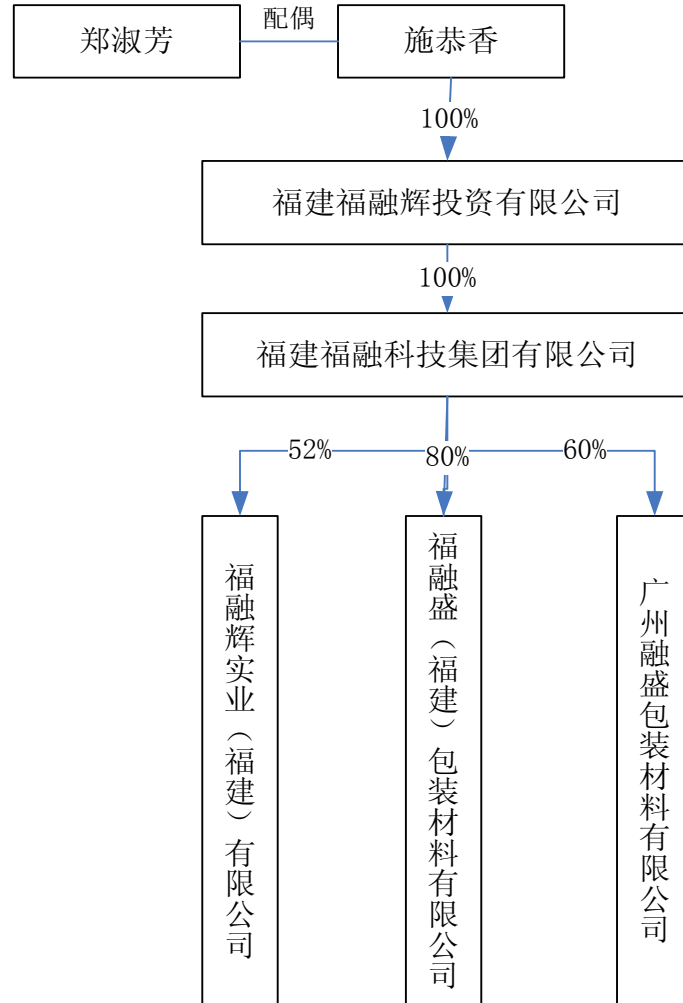 配偶
郑淑芳
施恭香
100%
福建福融辉投资有限公司
100%
福建福融科技集团有限公司
52%
80%
60%
福融辉实业（福建）有限公司
福融盛（福建）包装材料有限公司
广州融盛包装材料有限公司